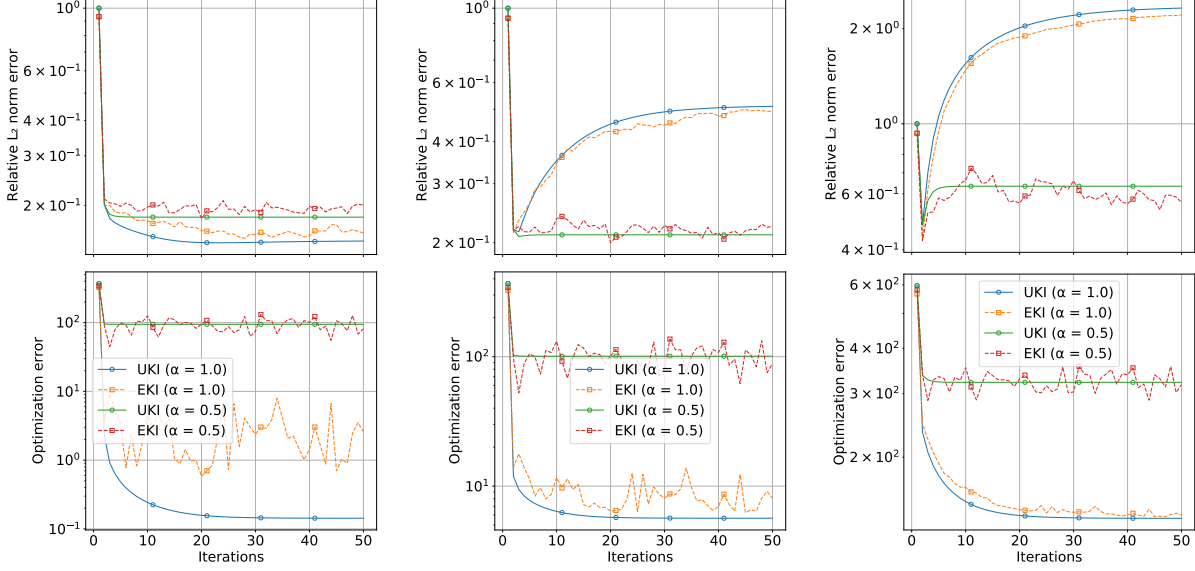 Relative L₂ norm error
10⁰
6 × 10⁻¹
4 × 10⁻¹
3 × 10⁻¹
2 × 10⁻¹
Relative L₂ norm error
10⁰
6 × 10⁻¹
4 × 10⁻¹
3 × 10⁻¹
2 × 10⁻¹
Relative L₂ norm error
2 × 10⁰
10⁰
6 × 10⁻¹
4 × 10⁻¹
Optimization error
10²
10¹
10⁰
10⁻¹
UKI (α = 1.0)
EKI (α = 1.0)
UKI (α = 0.5)
EKI (α = 0.5)
0 10 20 30 40 50
Iterations
Optimization error
10²
10¹
UKI (α = 1.0)
EKI (α = 1.0)
UKI (α = 0.5)
EKI (α = 0.5)
0 10 20 30 40 50
Iterations
Optimization error
6 × 10²
4 × 10²
3 × 10²
2 × 10²
UKI (α = 1.0)
EKI (α = 1.0)
UKI (α = 0.5)
EKI (α = 0.5)
0 10 20 30 40 50
Iterations